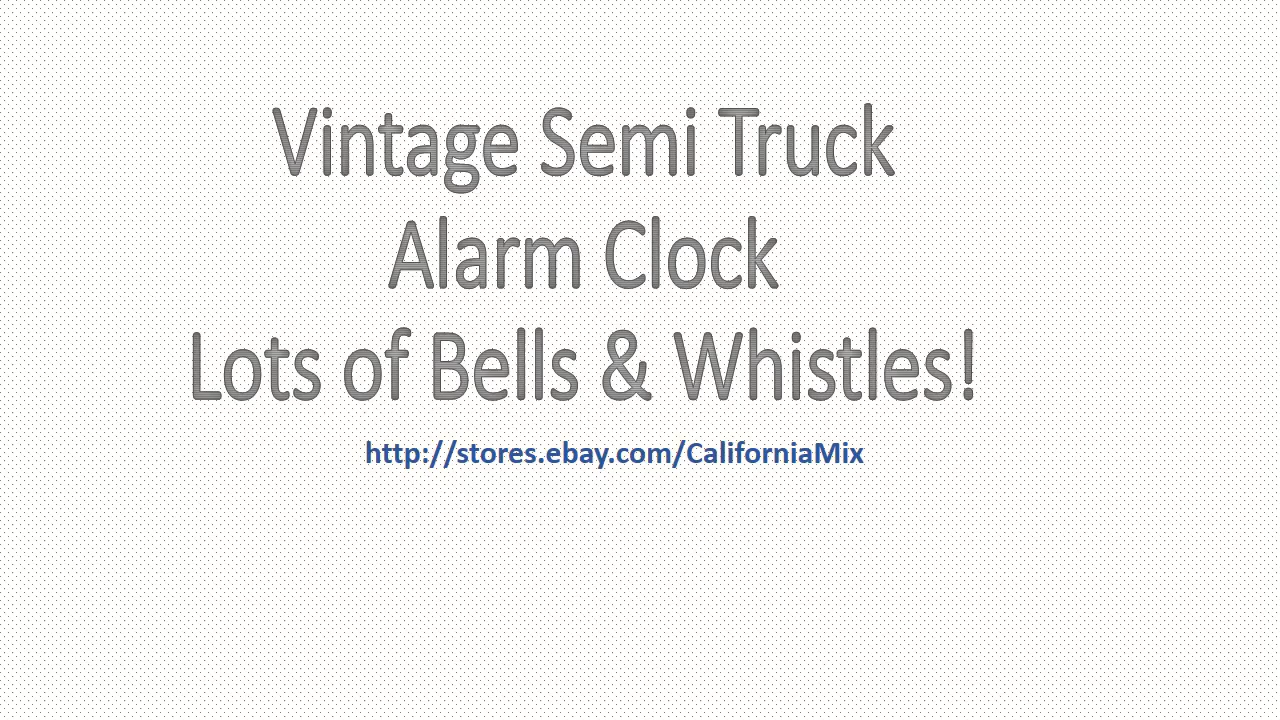 Vintage Semi Truck
Alarm Clock
Lots of Bells & Whistles!
http://stores.ebay.com/CaliforniaMix